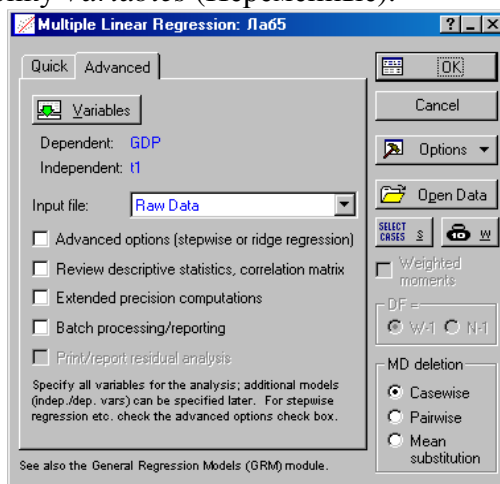 Variables (Переменные).
Multiple Linear Regression: Лаб5
Quick Advanced
Variables
Dependent: GDP
Independent: t1
Input file: Raw Data
Advanced options (stepwise or ridge regression)
Review descriptive statistics, correlation matrix
Extended precision computations
Batch processing/reporting
Print/report residual analysis
Specify all variables for the analysis; additional models
(indep./dep. vars) can be specified later. For stepwise
regression etc. check the advanced options check box.
See also the General Regression Models (GRM) module.
OK
Cancel
Options
Open Data
SELECT CASES S W
Weighted
moments
DF =
W-1 N-1
MD deletion
Casewise
Pairwise
Mean
substitution